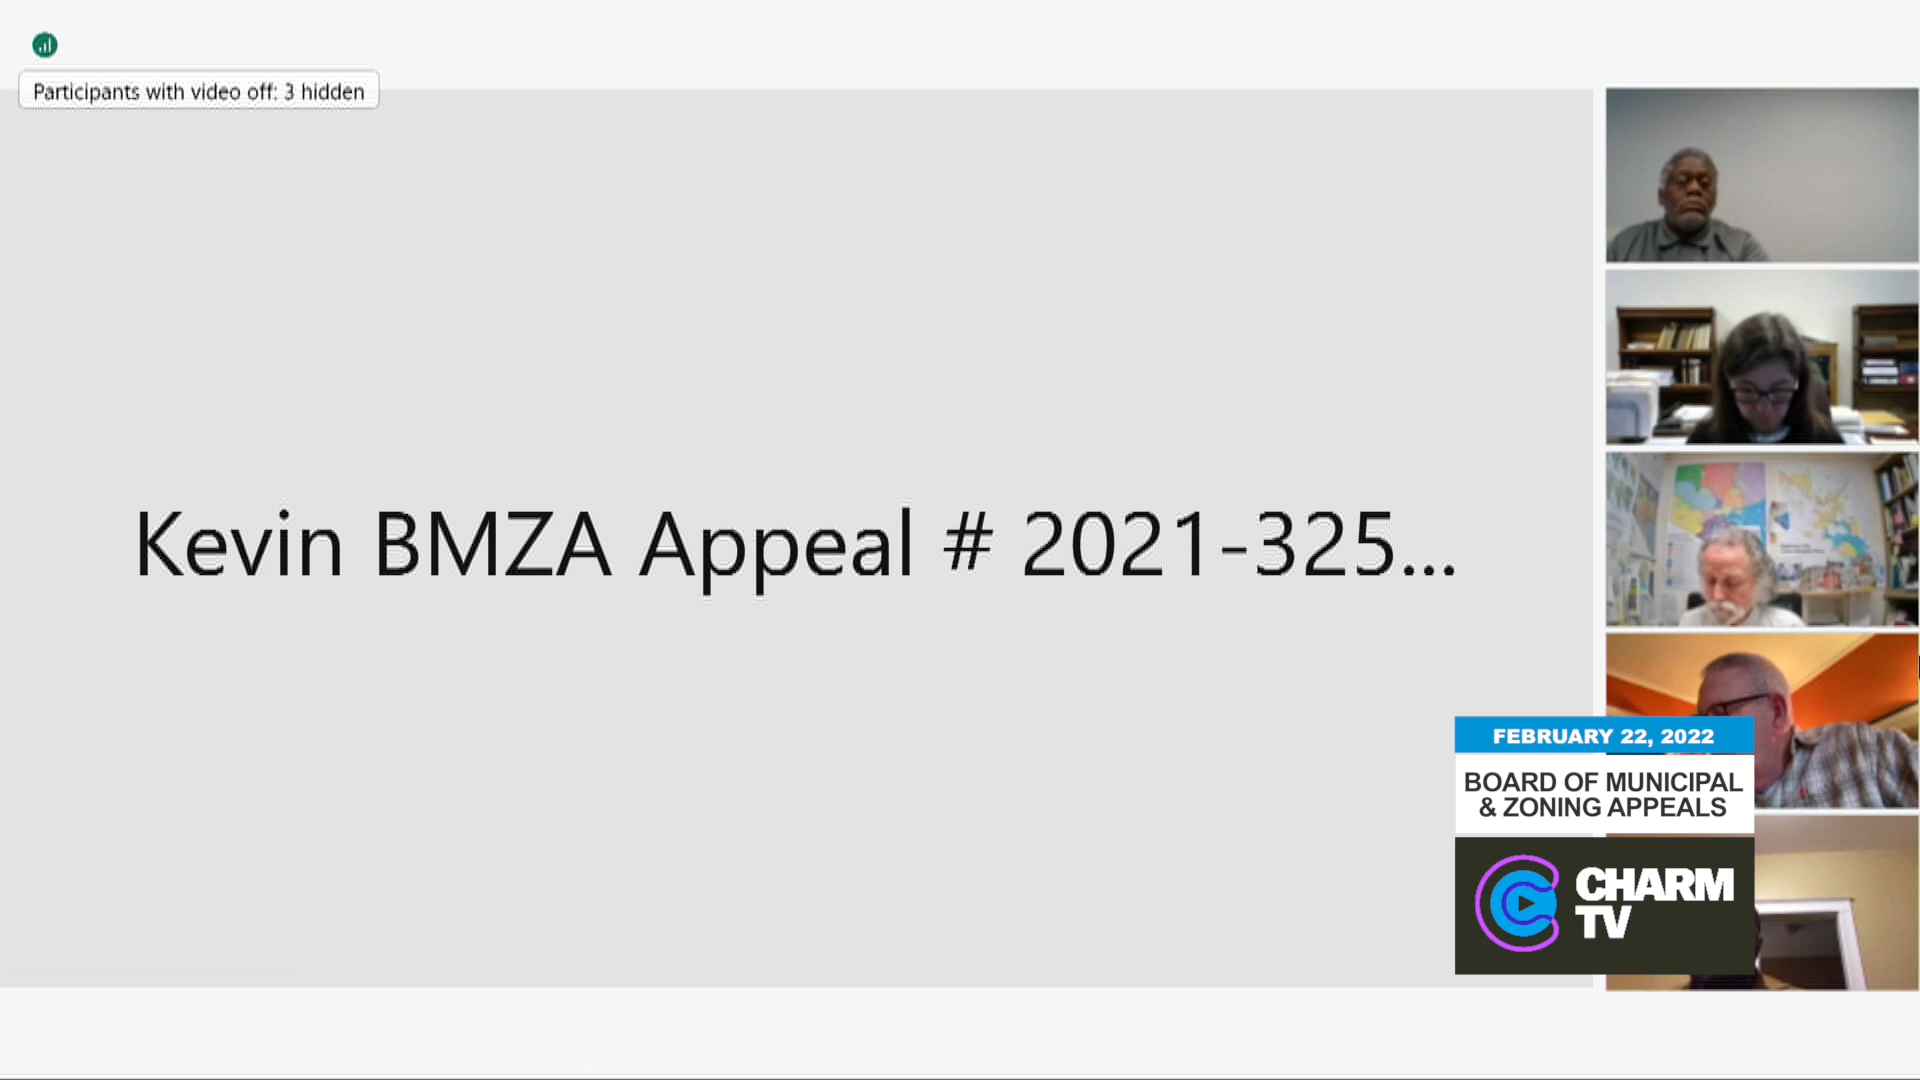 Participants with video off: 3 hidden
Kevin BMZA Appeal # 2021-325...
FEBRUARY 22, 2022
BOARD OF MUNICIPAL
& ZONING APPEALS
CHARM
TV